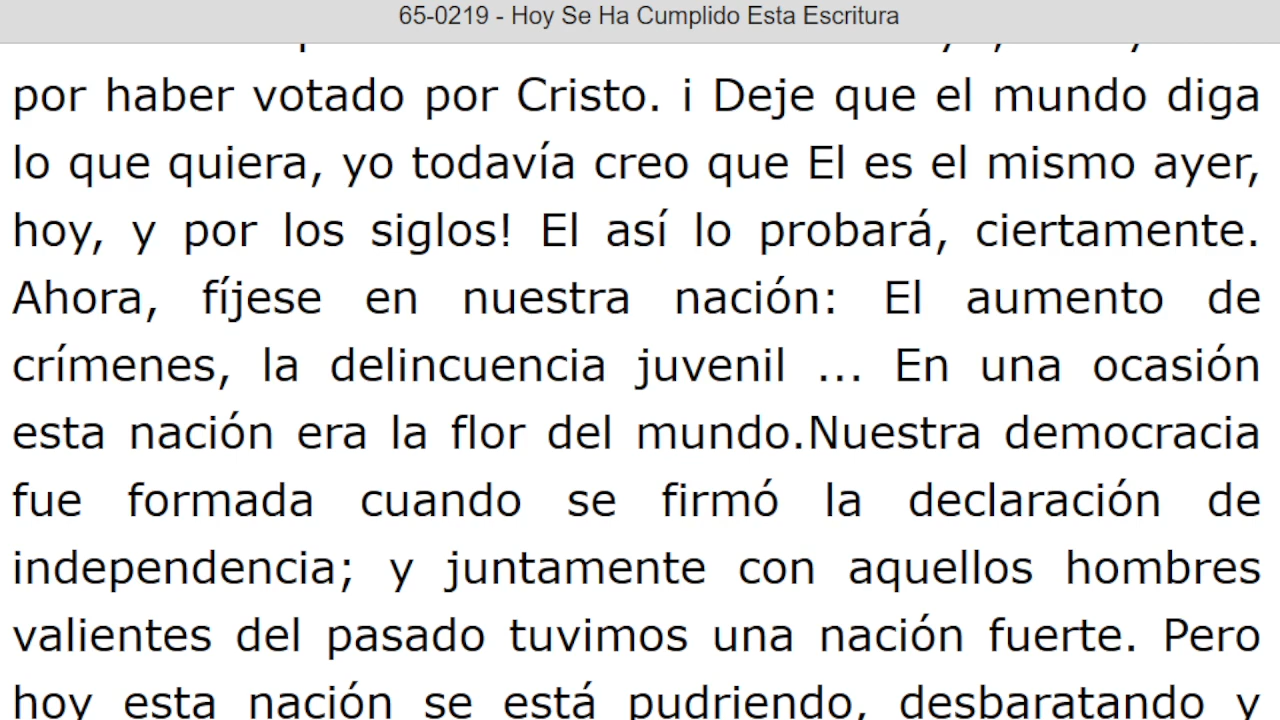 65-0219 - Hoy Se Ha Cumplido Esta Escritura
por haber votado por Cristo. i Deje que el mundo diga
lo que quiera, yo todavía creo que El es el mismo ayer,
hoy, y por los siglos! El así lo probará, ciertamente.
Ahora, fíjese en nuestra nación: El aumento de
crímenes, la delincuencia juvenil ... En una ocasión
esta nación era la flor del mundo.Nuestra democracia
fue formada cuando se firmó la declaración de
independencia; y juntamente con aquellos hombres
valientes del pasado tuvimos una nación fuerte. Pero
hoy esta nación se está pudriendo, desbaratando y